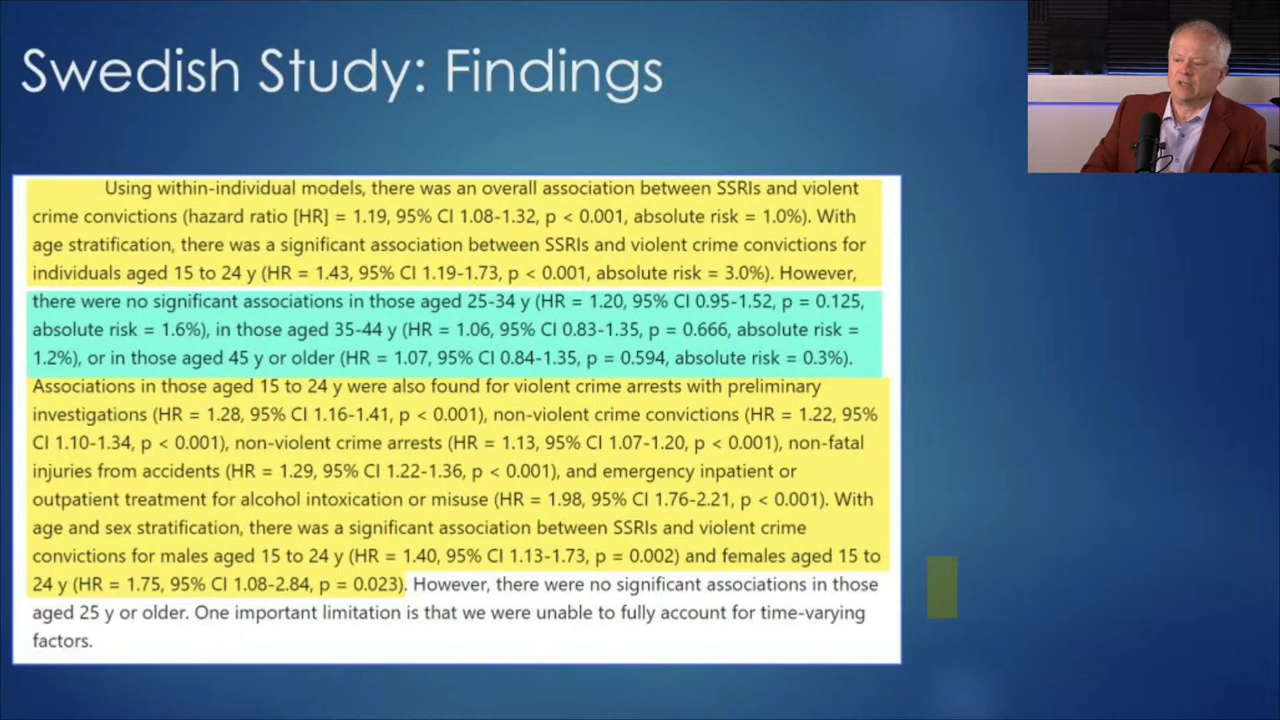 Swedish Study: Findings
Using within-individual models, there was an overall association between SSRIs and violent
crime convictions (hazard ratio [HR] = 1.19, 95% CI 1.08-1.32, p < 0.001, absolute risk = 1.0%). With
age stratification, there was a significant association between SSRIs and violent crime convictions for
individuals aged 15 to 24 y (HR = 1.43, 95% CI 1.19-1.73, p < 0.001, absolute risk = 3.0%). However,
there were no significant associations in those aged 25-34 y (HR = 1.20, 95% CI 0.95-1.52, p = 0.125,
absolute risk = 1.6%), in those aged 35-44 y (HR = 1.06, 95% CI 0.83-1.35, p = 0.666, absolute risk =
1.2%), or in those aged 45 y or older (HR = 1.07, 95% CI 0.84-1.35, p = 0.594, absolute risk = 0.3%).
Associations in those aged 15 to 24 y were also found for violent crime arrests with preliminary
investigations (HR = 1.28, 95% CI 1.16-1.41, p < 0.001), non-violent crime convictions (HR = 1.22, 95%
CI 1.10-1.34, p < 0.001), non-violent crime arrests (HR = 1.13, 95% CI 1.07-1.20, p < 0.001), non-fatal
injuries from accidents (HR = 1.29, 95% CI 1.22-1.36, p < 0.001), and emergency inpatient or
outpatient treatment for alcohol intoxication or misuse (HR = 1.98, 95% CI 1.76-2.21, p < 0.001). With
age and sex stratification, there was a significant association between SSRIs and violent crime
convictions for males aged 15 to 24 y (HR = 1.40, 95% CI 1.13-1.73, p = 0.002) and females aged 15 to
24 y (HR = 1.75, 95% CI 1.08-2.84, p = 0.023). However, there were no significant associations in those
aged 25 y or older. One important limitation is that we were unable to fully account for time-varying
factors.